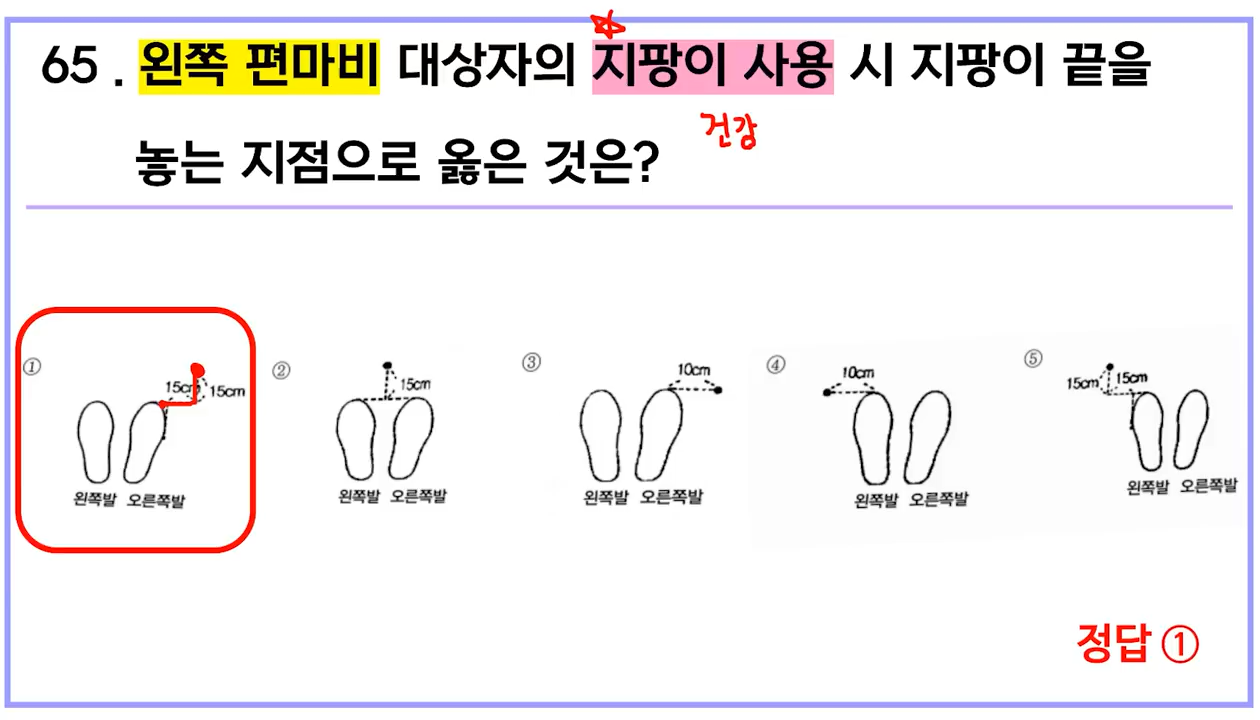 65. 왼쪽 편마비 대상자의 지팡이 사용 시 지팡이 끝을
건강
놓는 지점으로 옳은 것은?
①
15cm
15cm
왼쪽발 오른쪽발
②
15cm
왼쪽발 오른쪽발
③
10cm
왼쪽발 오른쪽발
④
10cm
왼쪽발 오른쪽발
⑤
15cm 15cm
왼쪽발 오른쪽발
정답 ①